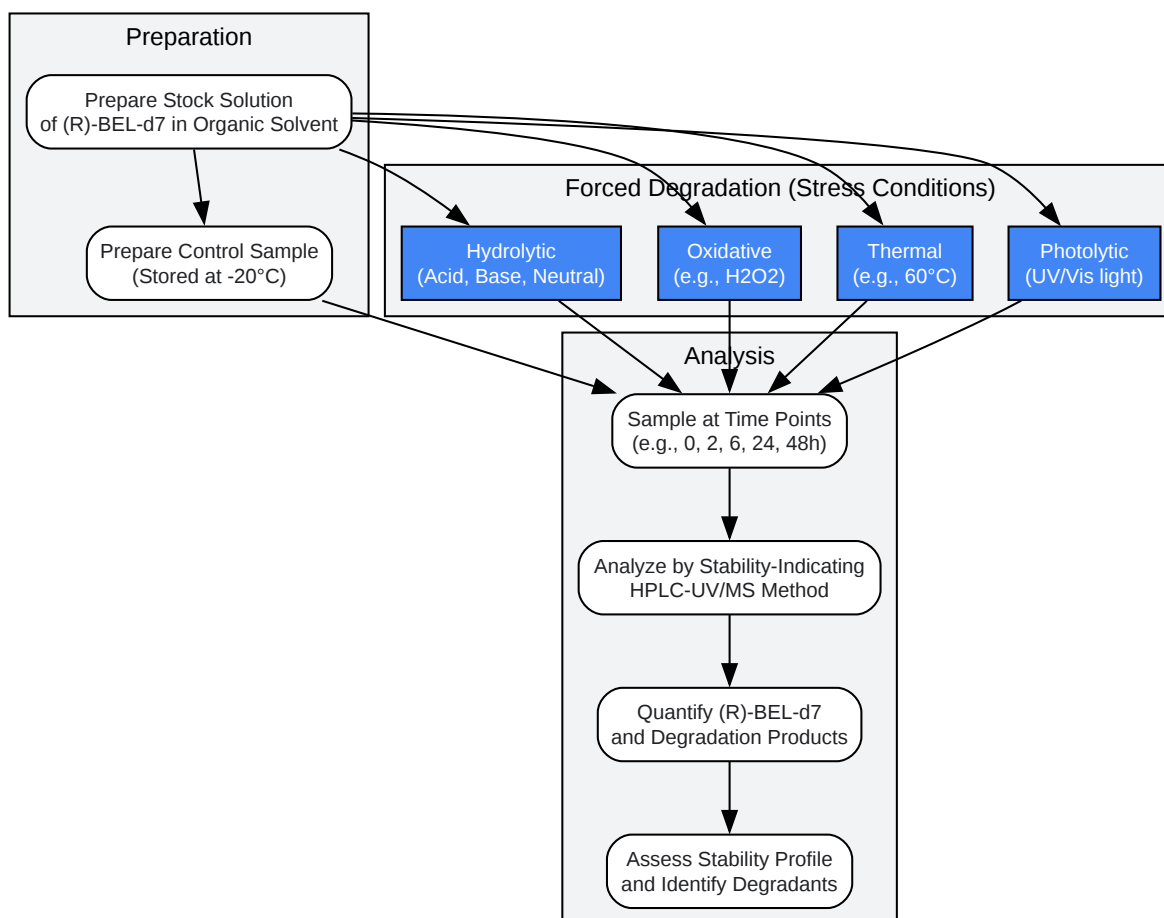 Preparation
Prepare Stock Solution
of (R)-BEL-d7 in Organic Solvent
Prepare Control Sample
(Stored at -20°C)
Forced Degradation (Stress Conditions)
Hydrolytic
(Acid, Base, Neutral)
Oxidative
(e.g., H2O2)
Thermal
(e.g., 60°C)
Photolytic
(UV/Vis light)
Analysis
Sample at Time Points
(e.g., 0, 2, 6, 24, 48h)
Analyze by Stability-Indicating
HPLC-UV/MS Method
Quantify (R)-BEL-d7
and Degradation Products
Assess Stability Profile
and Identify Degradants